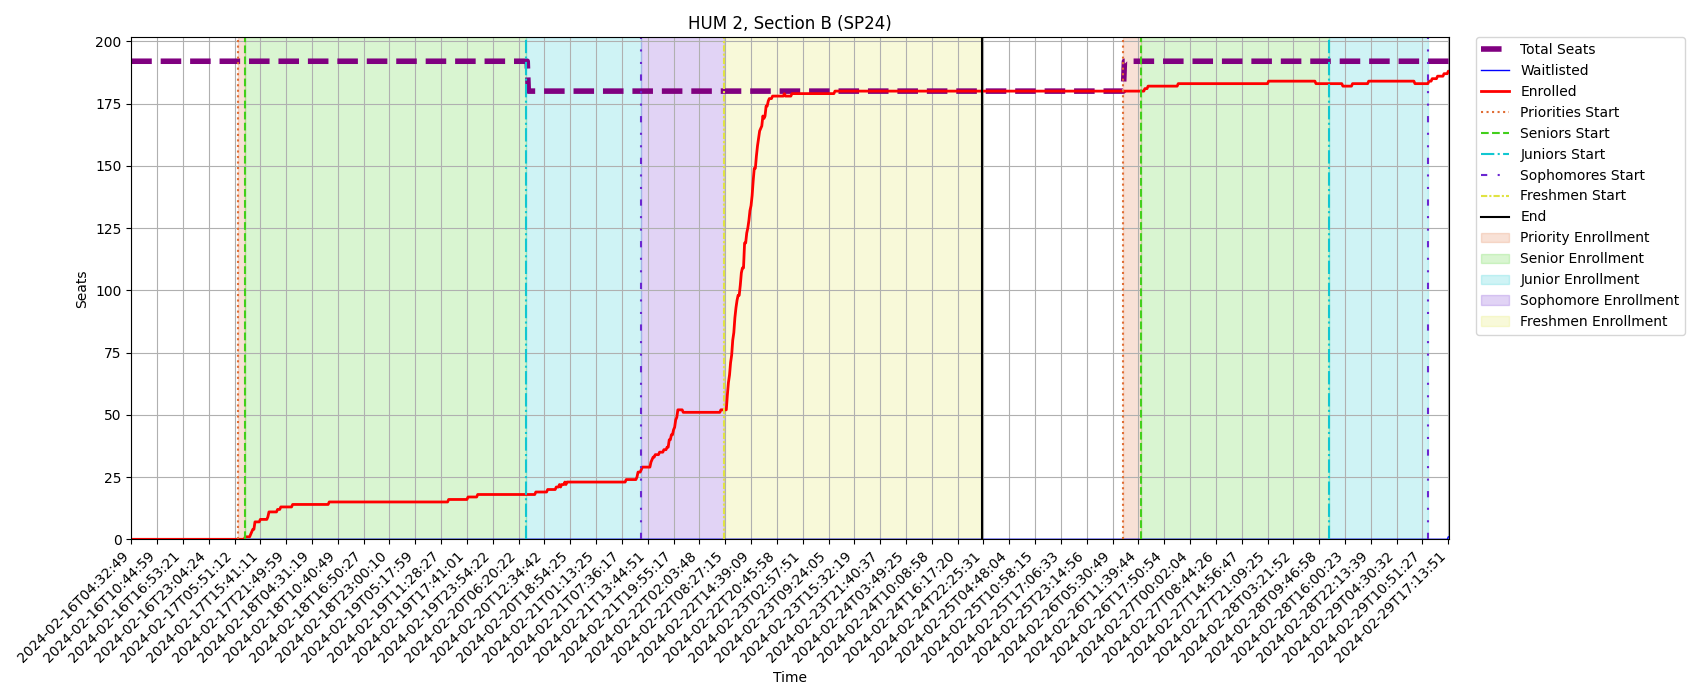 HUM 2, Section B (SP24)
200
175
150
125
100
75
50
25
0
Seats
2024-02-16T04:32:49
2024-02-16T10:44:59
2024-02-16T16:53:21
2024-02-16T23:04:24
2024-02-17T05:51:12
2024-02-17T15:41:11
2024-02-17T21:49:59
2024-02-18T04:31:19
2024-02-18T10:40:49
2024-02-18T16:50:27
2024-02-18T23:00:10
2024-02-19T05:17:59
2024-02-19T11:28:27
2024-02-19T17:41:01
2024-02-19T23:54:22
2024-02-20T06:20:22
2024-02-20T12:34:42
2024-02-20T18:54:25
2024-02-21T01:13:25
2024-02-21T07:36:17
2024-02-21T13:44:51
2024-02-21T19:55:17
2024-02-22T02:03:48
2024-02-22T08:27:15
2024-02-22T14:39:09
2024-02-22T20:45:58
2024-02-23T02:57:51
2024-02-23T09:24:05
2024-02-23T15:32:19
2024-02-23T21:40:37
2024-02-24T03:49:25
2024-02-24T10:08:58
2024-02-24T16:17:20
2024-02-24T22:25:31
2024-02-25T04:48:04
2024-02-25T10:58:15
2024-02-25T17:06:33
2024-02-25T23:14:56
2024-02-26T05:30:49
2024-02-26T11:39:44
2024-02-26T17:50:54
2024-02-27T00:02:04
2024-02-27T08:44:26
2024-02-27T14:56:47
2024-02-27T21:09:25
2024-02-28T03:21:52
2024-02-28T09:46:58
2024-02-28T16:00:23
2024-02-28T22:13:39
2024-02-29T04:30:32
2024-02-29T10:51:27
2024-02-29T17:13:51
Time
Total Seats
Waitlisted
Enrolled
Priorities Start
Seniors Start
Juniors Start
Sophomores Start
Freshmen Start
End
Priority Enrollment
Senior Enrollment
Junior Enrollment
Sophomore Enrollment
Freshmen Enrollment